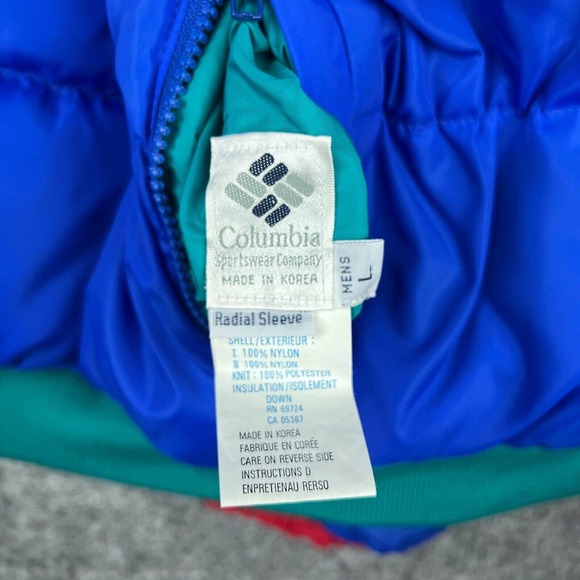 Columbia
Sportswear Company
MADE IN KOREA
MENS
L
Radial Sleeve
SHELL/EXTERIEUR :
I 100% NYLON
II 100% NYLON
KNIT : 100% POLYESTER
INSULATION/ISOLEMENT
DOWN
RN 69724
CA 05367
MADE IN KOREA
FABRIQUE EN CORÉE
CARE ON REVERSE SIDE
INSTRUCTIONS D
ENPRETIENAU RERSO